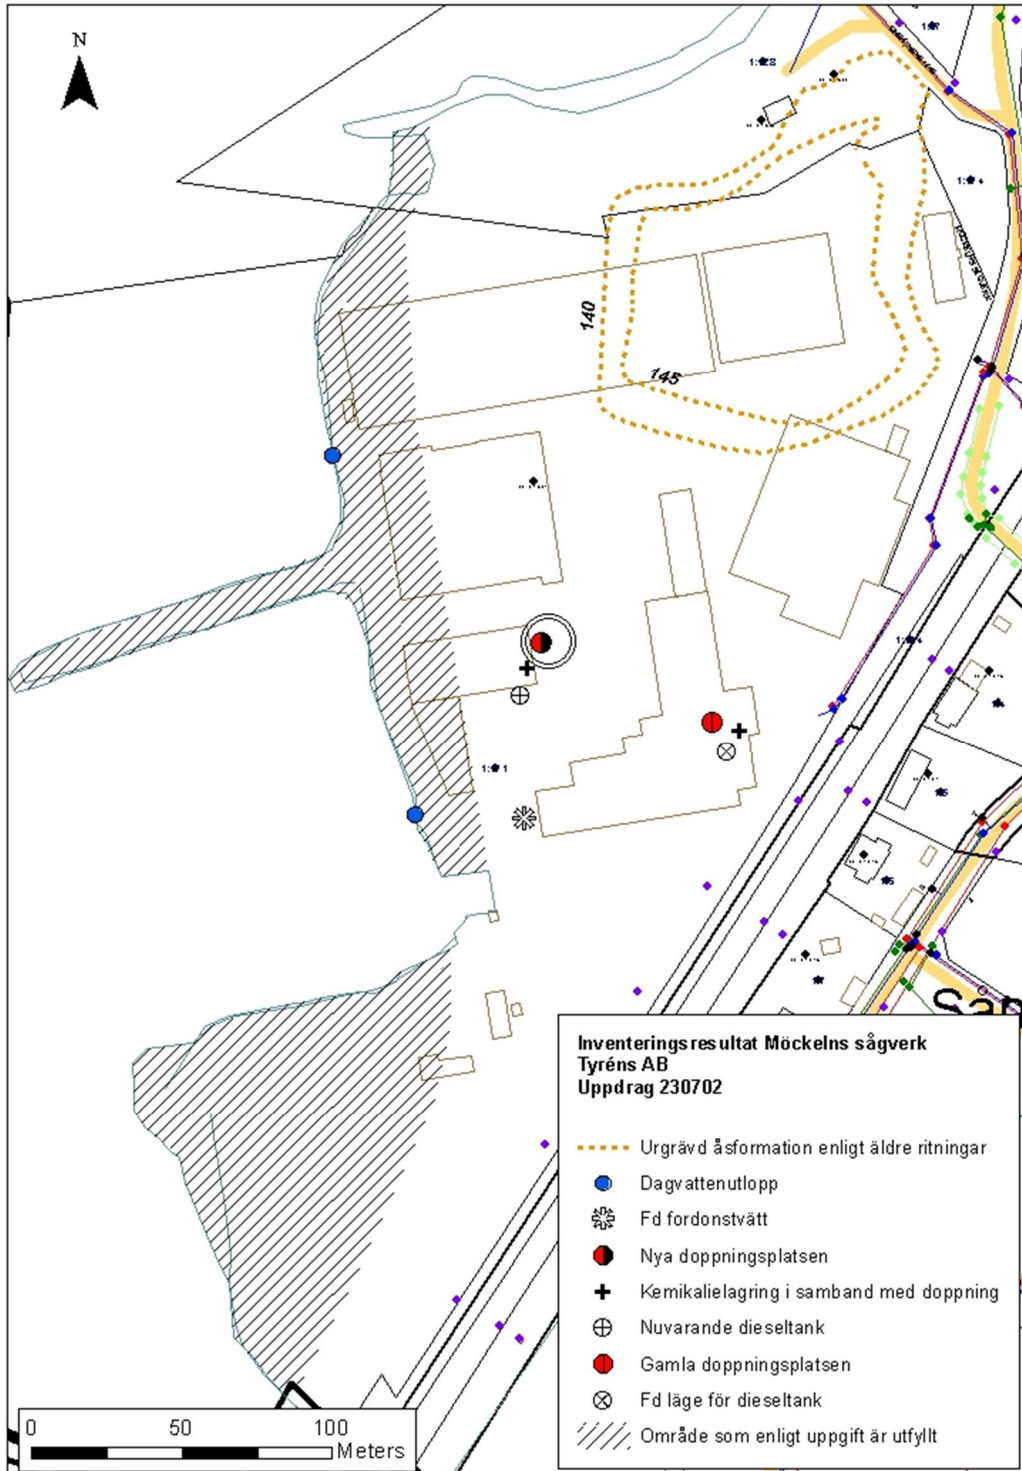 N
140
145
1:1
San
Inventeringsresultat Möckelns sågverk
Tyréns AB
Uppdrag 230702
Urgrävd åsformation enligt äldre ritningar
Dagvattenutlopp
Fd fordonstvätt
Nya doppningsplatsen
Kemikalielagring i samband med doppning
Nuvarande dieseltank
Gamla doppningsplatsen
Fd läge för dieseltank
Område som enligt uppgift är utfyllt
0 50 100
Meters